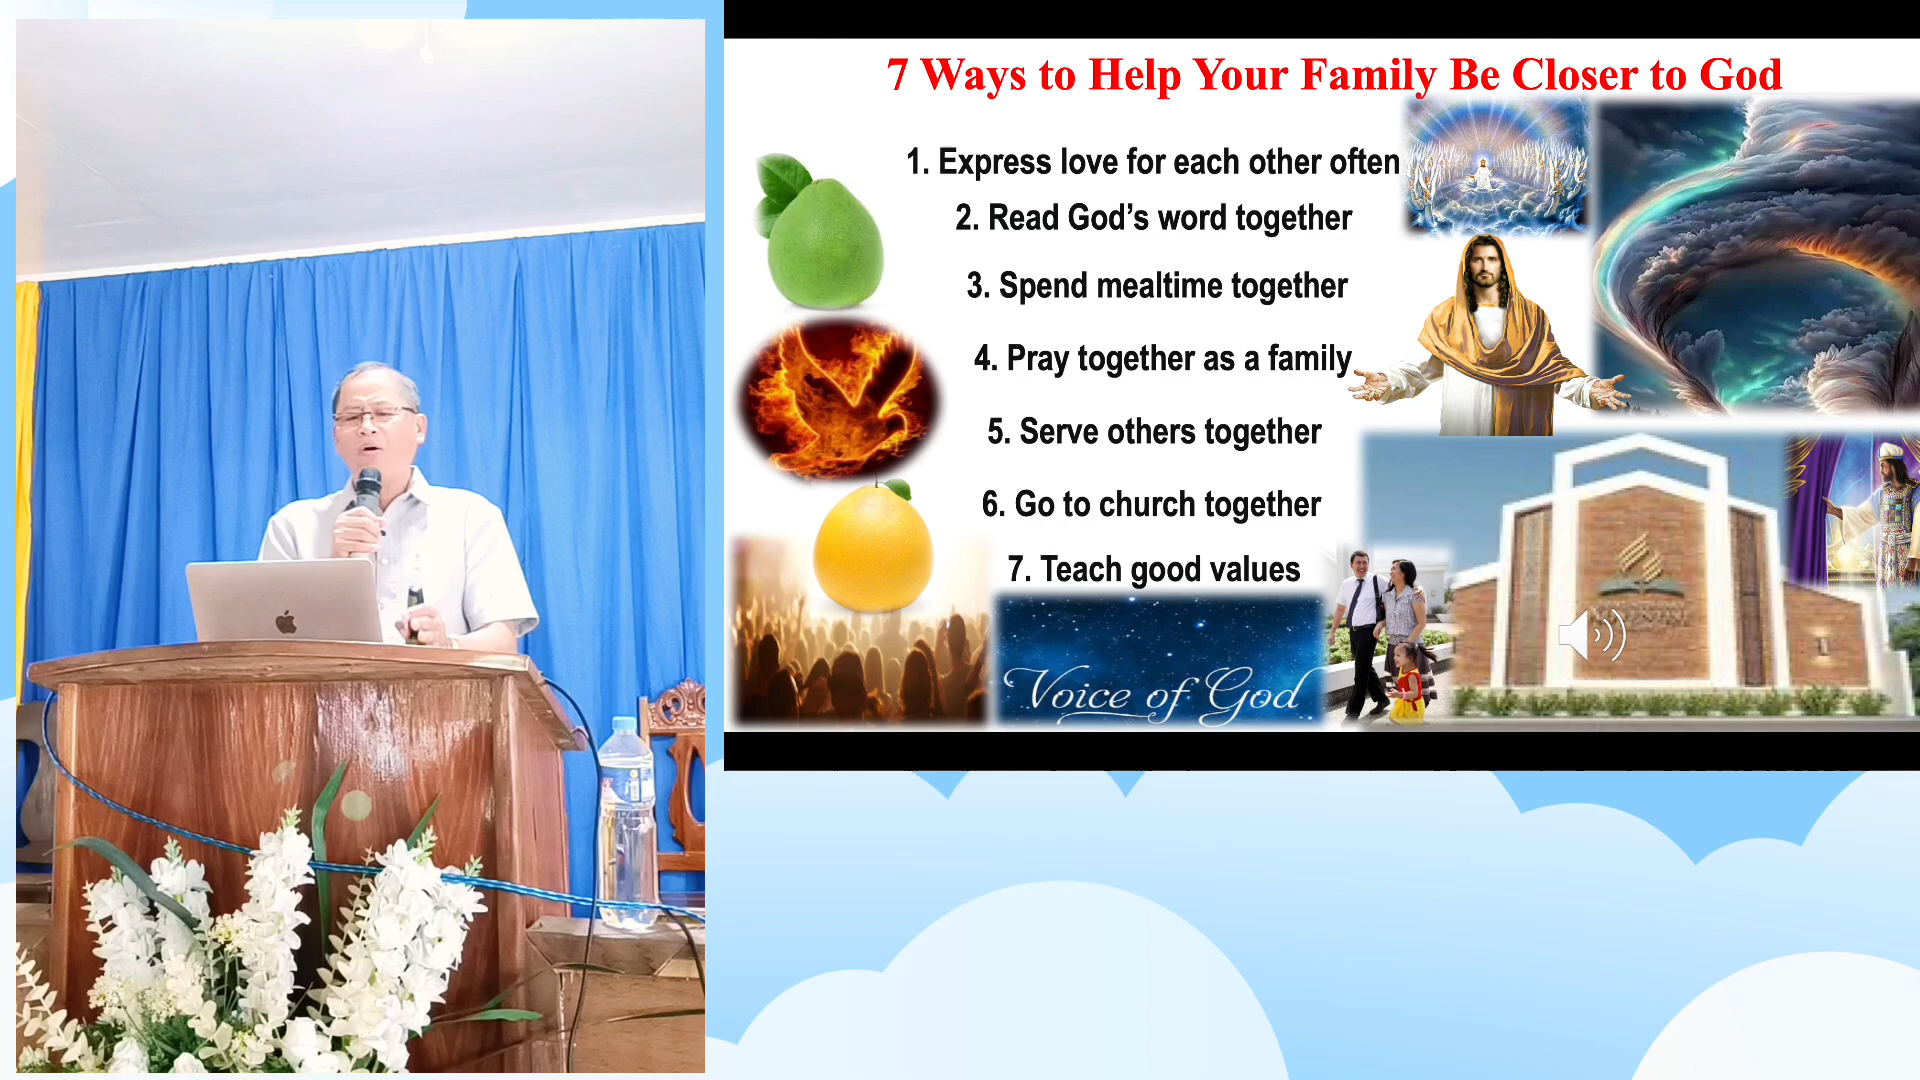 7 Ways to Help Your Family Be Closer to God
1. Express love for each other often
2. Read God’s word together
3. Spend mealtime together
4. Pray together as a family
5. Serve others together
6. Go to church together
7. Teach good values
Voice of God